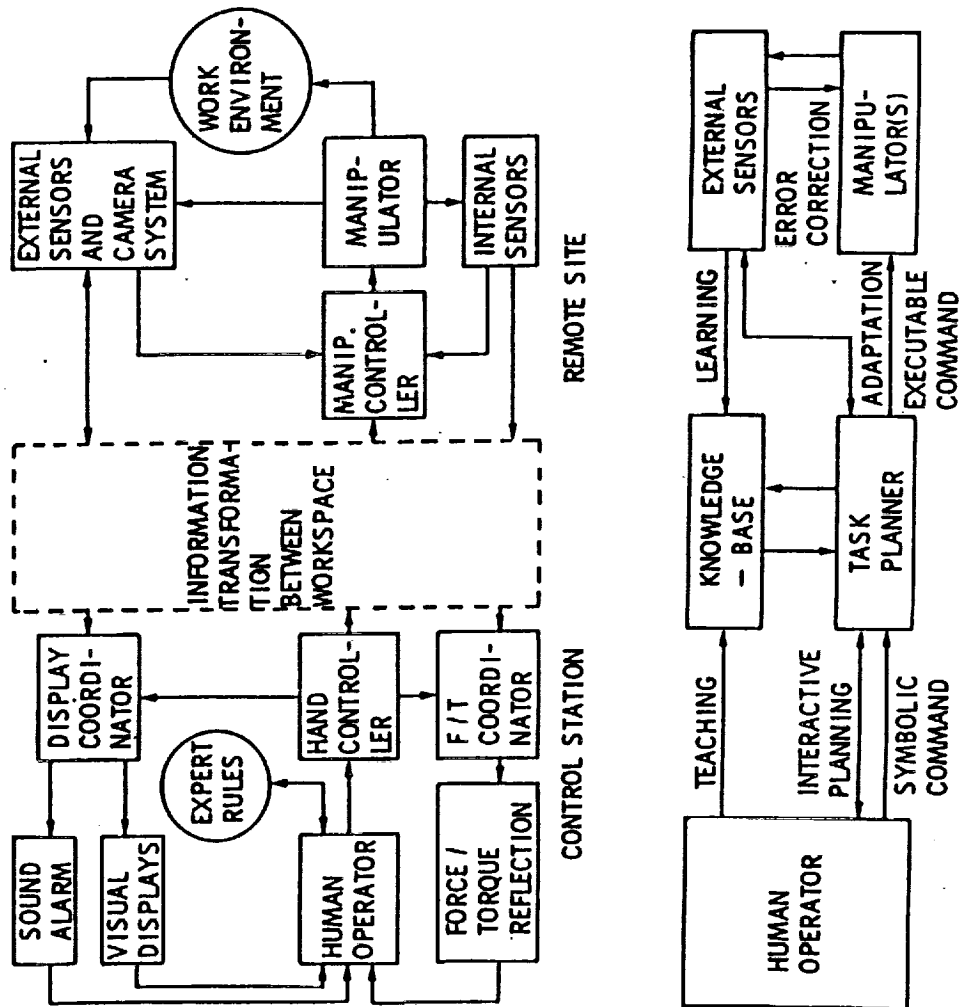 SOUND
ALARM
VISUAL
DISPLAYS
DISPLAY
COORDI-
NATOR
EXPERT
RULES
HUMAN
OPERATOR
HAND
CONTROL-
LER
FORCE /
TORQUE
REFLECTION
F/T
COORDI-
NATOR
CONTROL STATION
INFORMATION
TRANSFORMA-
TION
BETWEEN
WORKSPACE
EXTERNAL
SENSORS
AND
CAMERA
SYSTEM
WORK
ENVIRON-
MENT
MANIP.
CONTROL-
LER
MANIP-
ULATOR
INTERNAL
SENSORS
REMOTE SITE
HUMAN
OPERATOR
TEACHING
INTERACTIVE
PLANNING
SYMBOLIC
COMMAND
KNOWLEDGE
- BASE
TASK
PLANNER
LEARNING
ADAPTATION
EXECUTABLE
COMMAND
EXTERNAL
SENSORS
ERROR
CORRECTION
MANIPU-
LATOR(S)